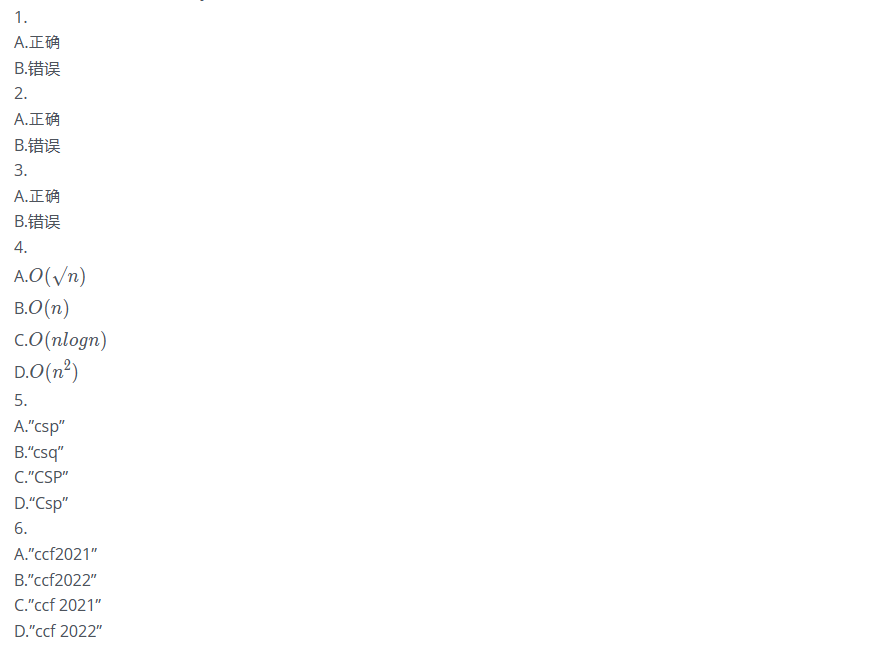 1.
A.正确
B.错误
2.
A.正确
B.错误
3.
A.正确
B.错误
4.
A.O(√n)
B.O(n)
C.O(nlogn)
D.O(n²)
5.
A.”csp”
B.“csq”
C.”CSP”
D.“Csp”
6.
A.”ccf2021”
B.”ccf2022”
C.”ccf 2021”
D.”ccf 2022”